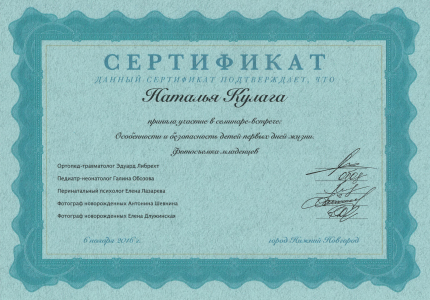 СЕРТИФИКАТ
ДАННЫЙ СЕРТИФИКАТ ПОДТВЕРЖДАЕТ, ЧТО
Наталья Кулага
приняла участие в семинаре-встрече:
Особенности и безопасность детей первых дней жизни.
Фотосъемка младенцев
Ортопед-травматолог Эдуард Либрехт
Педиатр-неонатолог Галина Обозова
Перинатальный психолог Елена Лазарева
Фотограф новорожденных Антонина Шевкина
Фотограф новорожденных Елена Длужинская
6 ноября 2016 г.
город Нижний Новгород